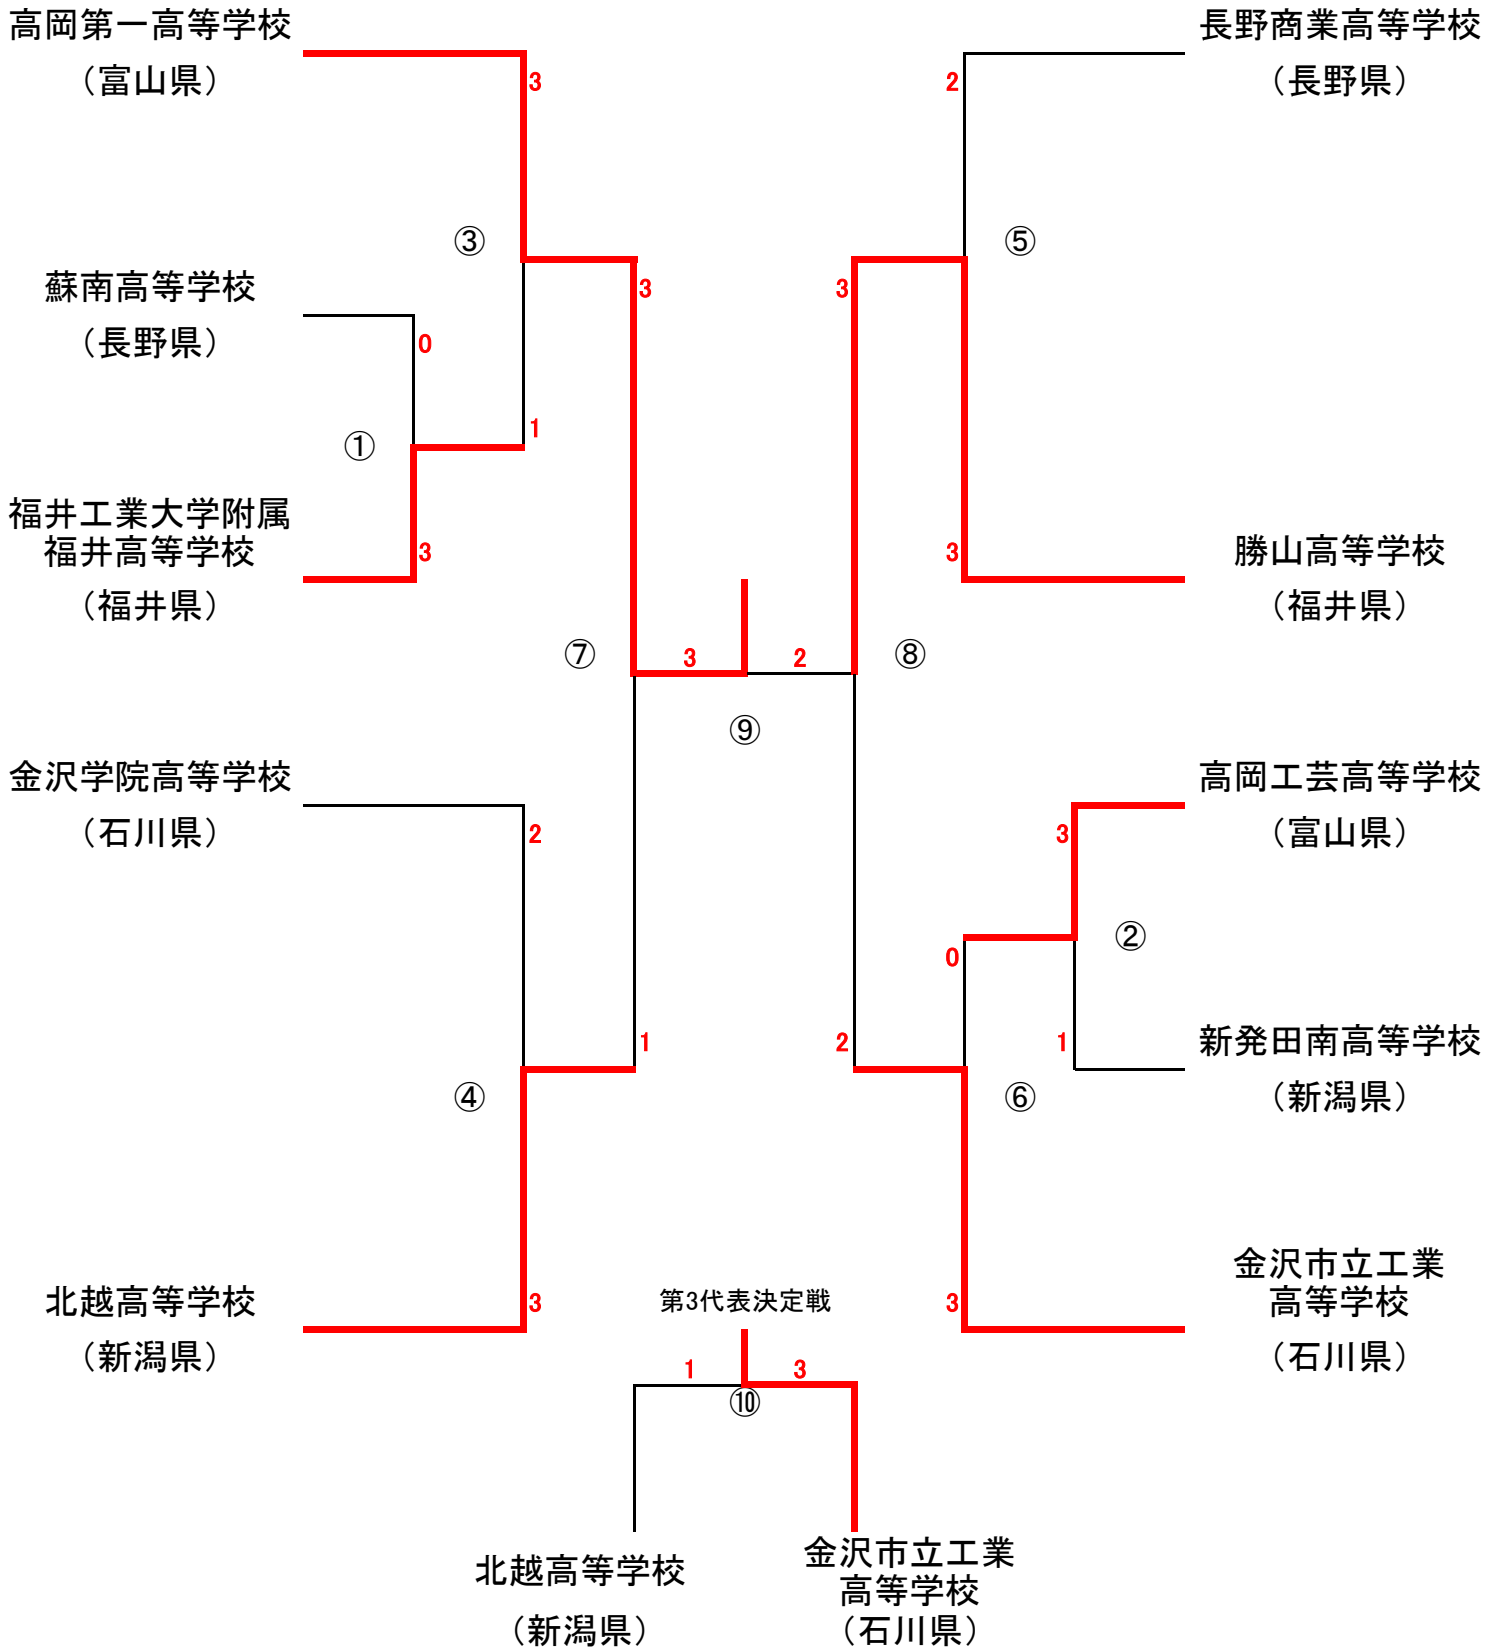 高岡第一高等学校
（富山県）
3
③
蘇南高等学校
（長野県）
0
1
①
福井工業大学附属
福井高等学校
（福井県）
3
3
⑦
3
金沢学院高等学校
（石川県）
2
④
1
北越高等学校
（新潟県）
3
長野商業高等学校
（長野県）
2
⑤
3
勝山高等学校
（福井県）
3
2
⑧
⑨
高岡工芸高等学校
（富山県）
3
②
0
新発田南高等学校
（新潟県）
1
2
⑥
金沢市立工業
高等学校
（石川県）
3
第3代表決定戦
1
3
⑩
北越高等学校
（新潟県）
金沢市立工業
高等学校
（石川県）